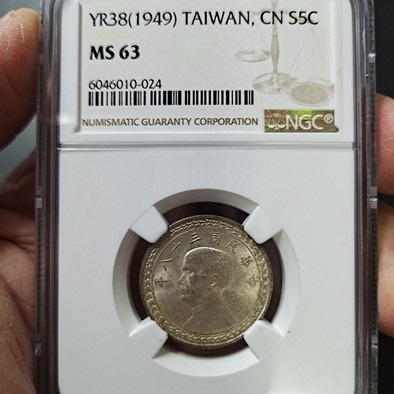 YR38(1949) TAIWAN, CN S5C
MS 63
6046010-024
NUMISMATIC GUARANTY CORPORATION
NGC®
年八十三國民華中